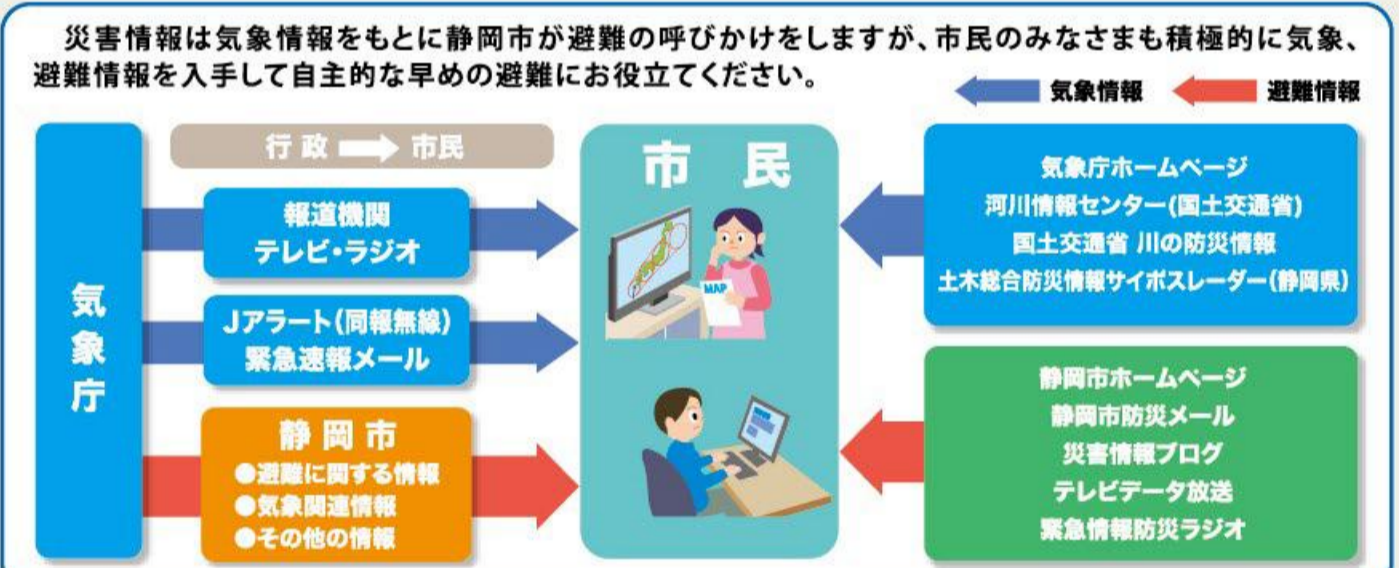 災害情報は気象情報をもとに静岡市が避難の呼びかけをしますが、市民のみなさまも積極的に気象、
避難情報を入手して自主的な早めの避難にお役立てください。
気象情報
避難情報
気象庁
行政
市民
報道機関
テレビ・ラジオ
Jアラート(同報無線)
緊急速報メール
静岡市
●避難に関する情報
●気象関連情報
●その他の情報
市民
MAP
気象庁ホームページ
河川情報センター(国土交通省)
国土交通省 川の防災情報
土木総合防災情報サイポスレーダー(静岡県)
静岡市ホームページ
静岡市防災メール
災害情報ブログ
テレビデータ放送
緊急情報防災ラジオ